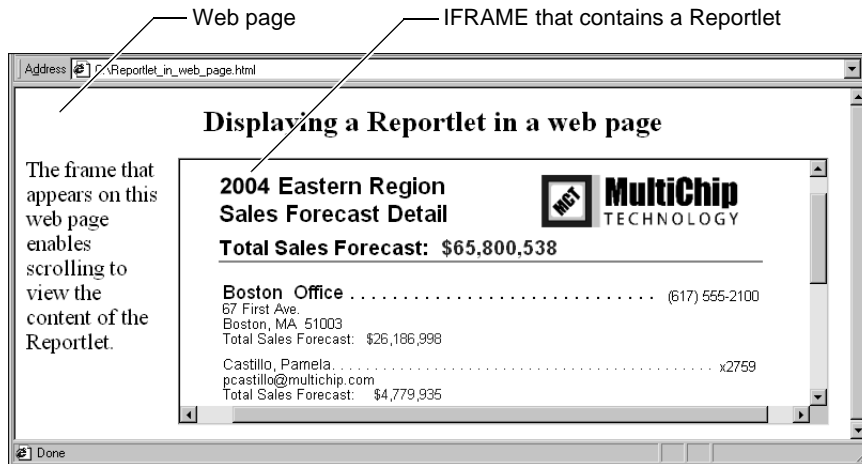 Web page
IFRAME that contains a Reportlet
Address C:\Reportlet_in_web_page.html
Displaying a Reportlet in a web page
The frame that
appears on this
web page
enables
scrolling to
view the
content of the
Reportlet.
2004 Eastern Region
Sales Forecast Detail
MCT
MultiChip
TECHNOLOGY
Total Sales Forecast: $65,800,538
Boston Office . . . . . . . . . . . . . . . . . . . . . . . . . . . . . . (617) 555-2100
67 First Ave.
Boston, MA 51003
Total Sales Forecast: $26,186,998
Castillo, Pamela. . . . . . . . . . . . . . . . . . . . . . . . . . . . . . . . . . . . . . . . . . . x2759
pcastillo@multichip.com
Total Sales Forecast: $4,779,935
Done